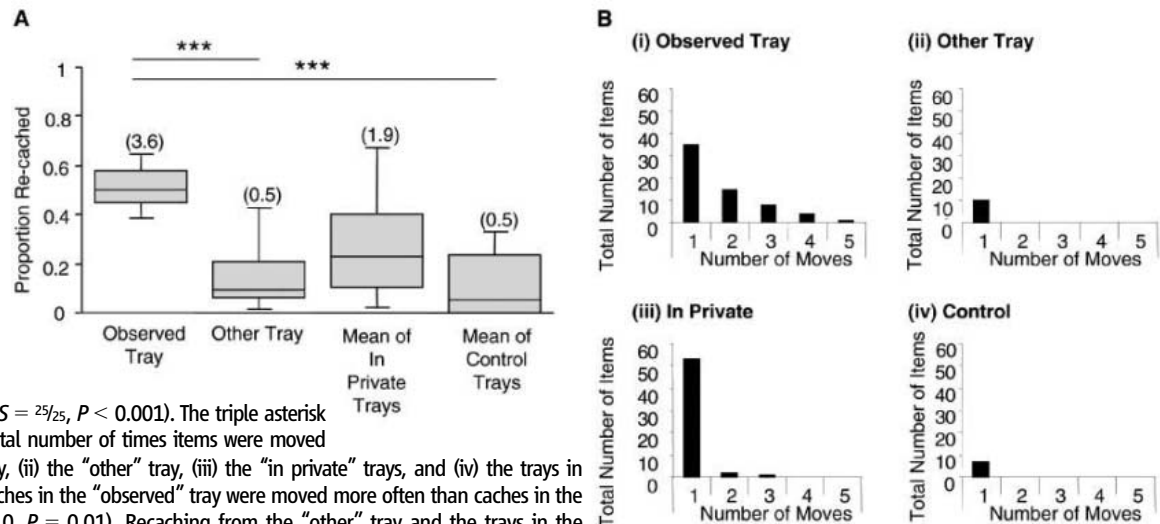 A
***
***
1
0.8
0.6
0.4
0.2
0
Proportion Re-cached
(3.6)
(0.5)
(1.9)
(0.5)
Observed Tray
Other Tray
Mean of In Private Trays
Mean of Control Trays
S = 25/25, P < 0.001). The triple asterisk
tal number of times items were moved
y, (ii) the "other" tray, (iii) the "in private" trays, and (iv) the trays in
ches in the "observed" tray were moved more often than caches in the
0, P = 0.01). Recaching from the "other" tray and the trays in the
B
(i) Observed Tray
Total Number of Items
60
50
40
30
20
10
0
1 2 3 4 5
Number of Moves
(ii) Other Tray
Total Number of Items
60
50
40
30
20
10
0
1 2 3 4 5
Number of Moves
(iii) In Private
Total Number of Items
60
50
40
30
20
10
0
1 2 3 4 5
Number of Moves
(iv) Control
Total Number of Items
60
50
40
30
20
10
0
1 2 3 4 5
Number of Moves